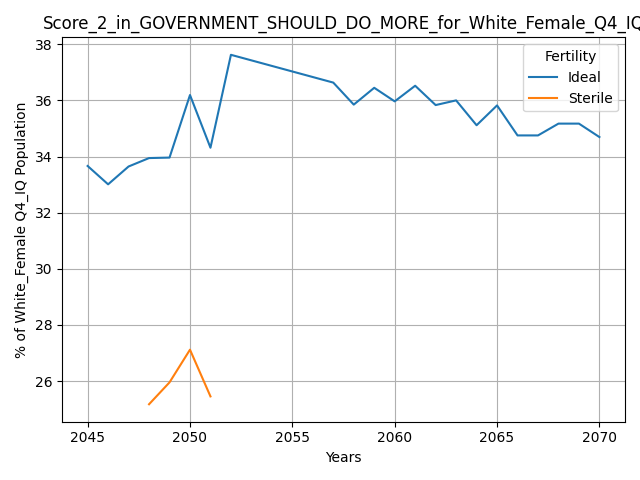 Score_2_in_GOVERNMENT_SHOULD_DO_MORE_for_White_Female_Q4_IQ
Fertility
Ideal
Sterile
38
36
34
32
30
28
26
% of White_Female Q4_IQ Population
2045
2050
2055
2060
2065
2070
Years